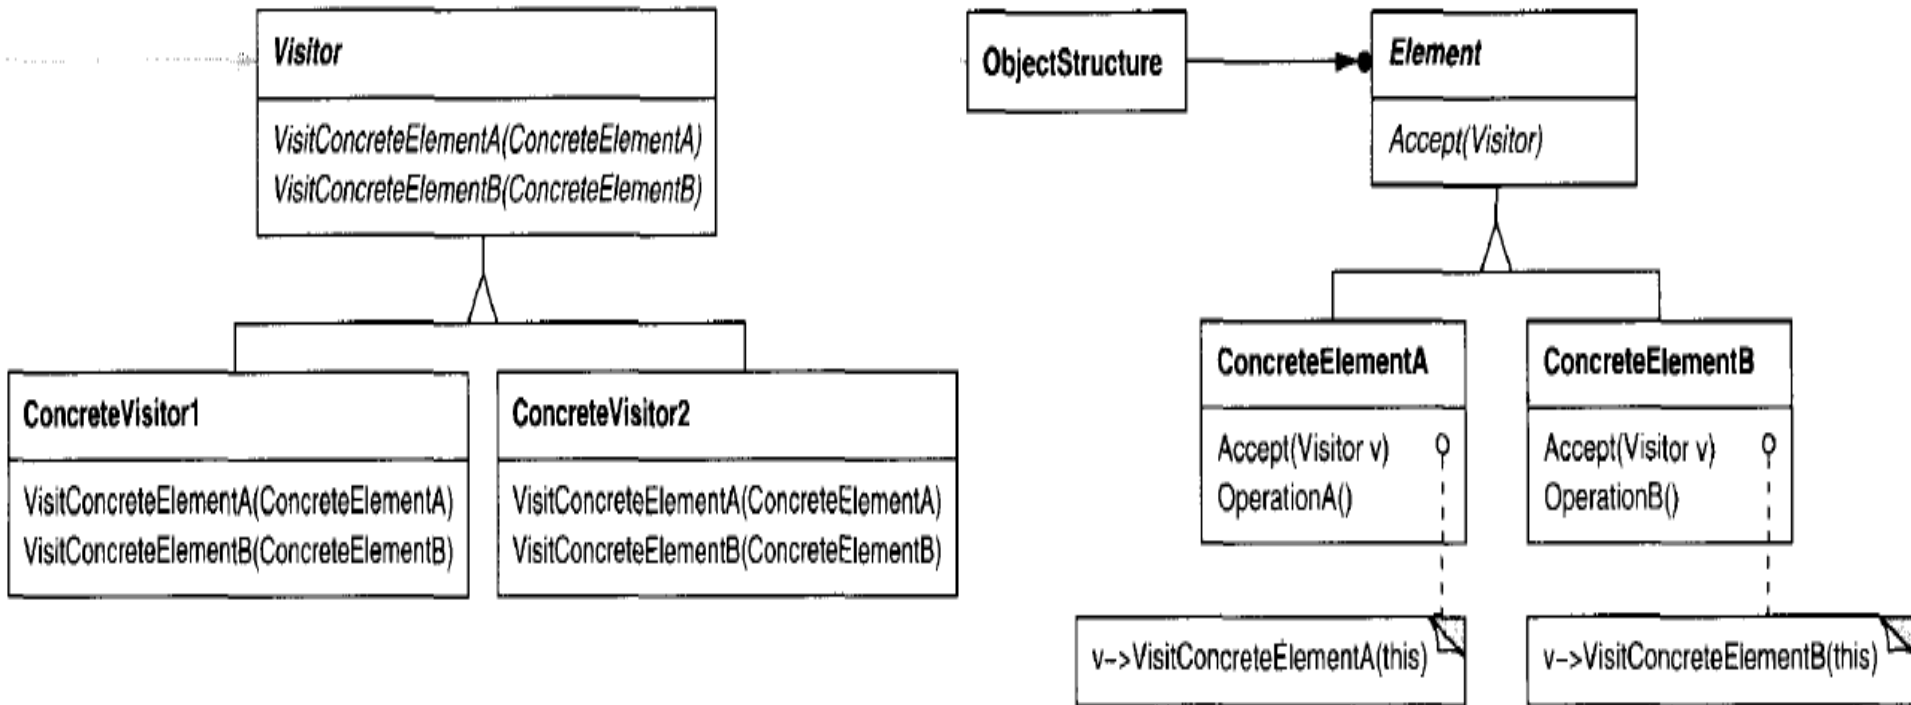 Visitor
VisitConcreteElementA(ConcreteElementA)
VisitConcreteElementB(ConcreteElementB)
ConcreteVisitor1
VisitConcreteElementA(ConcreteElementA)
VisitConcreteElementB(ConcreteElementB)
ConcreteVisitor2
VisitConcreteElementA(ConcreteElementA)
VisitConcreteElementB(ConcreteElementB)
ObjectStructure
Element
Accept(Visitor)
ConcreteElementA
Accept(Visitor v)
OperationA()
ConcreteElementB
Accept(Visitor v)
OperationB()
v->VisitConcreteElementA(this)
v->VisitConcreteElementB(this)